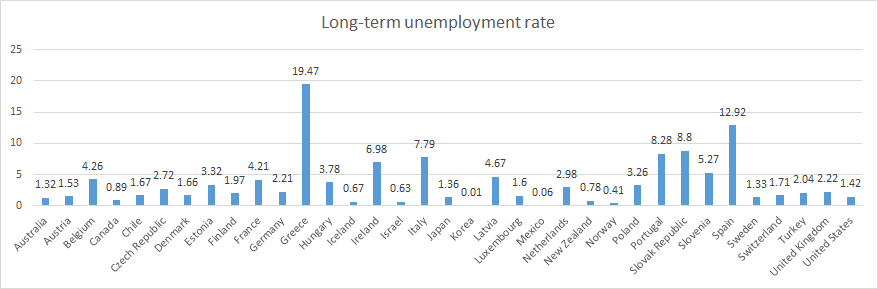 Long-term unemployment rate
25
20
15
10
5
0
1.32
1.53
4.26
0.89
1.67
2.72
1.66
3.32
1.97
4.21
2.21
19.47
3.78
0.67
6.98
0.63
7.79
1.36
0.01
4.67
1.6
0.06
2.98
0.78
0.41
3.26
8.28
8.8
5.27
12.92
1.33
1.71
2.04
2.22
1.42
Australia
Austria
Belgium
Canada
Chile
Czech Republic
Denmark
Estonia
Finland
France
Germany
Greece
Hungary
Iceland
Ireland
Israel
Italy
Japan
Korea
Latvia
Luxembourg
Mexico
Netherlands
New Zealand
Norway
Poland
Portugal
Slovak Republic
Slovenia
Spain
Sweden
Switzerland
Turkey
United Kingdom
United States